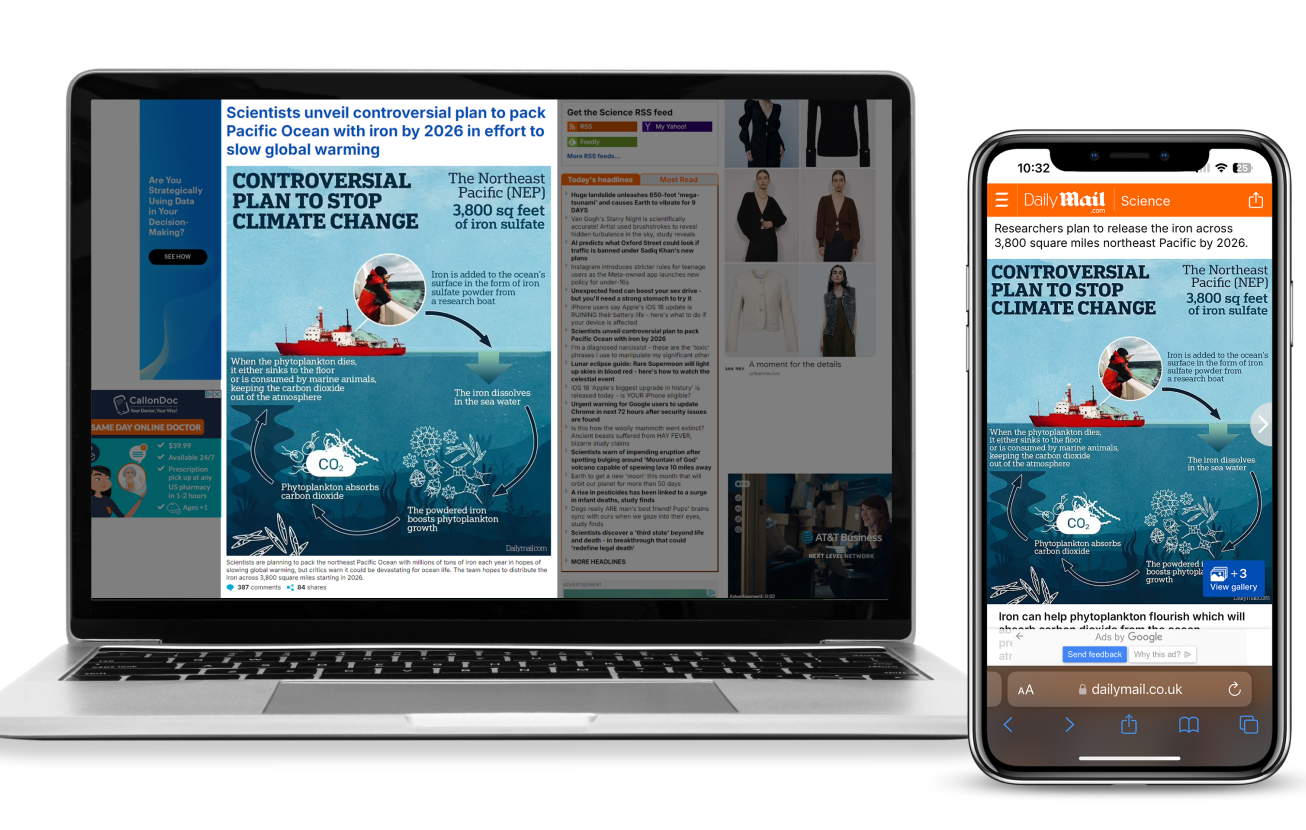 Scientists unveil controversial plan to pack
Pacific Ocean with iron by 2026 in effort to
slow global warming
CONTROVERSIAL
PLAN TO STOP
CLIMATE CHANGE
The Northeast
Pacific (NEP)
3,800 sq feet
of iron sulfate
Iron is added to the ocean's
surface in the form of iron
sulfate powder from
a research boat
When the phytoplankton dies,
it either sinks to the floor
or is consumed by marine animals,
keeping the carbon dioxide
out of the atmosphere
The iron dissolves
in the sea water
CO₂
Phytoplankton absorbs
carbon dioxide
The powdered iron
boosts phytoplankton
growth
Dailymail.com
Scientists are planning to pack the northeast Pacific Ocean with millions of tons of iron each year in hopes of
slowing global warming, but critics warn it could be devastating for ocean life. The team hopes to distribute the
iron across 3,800 square miles starting in 2026.
387 comments
84 shares
Are You
Strategically
Using Data
in Your
Decision-
Making?
SEE HOW
CallonDoc
Your Doctor, Your Way!
SAME DAY ONLINE DOCTOR
$39.99
Available 24/7
Prescription
pick up at any
US pharmacy
in 1-2 hours
Ages +1
Get the Science RSS feed
RSS
My Yahoo!
Feedly
More RSS feeds...
Today's headlines
Most Read
Huge landslide unleashes 650-foot 'mega-
tsunami' and causes Earth to vibrate for 9
DAYS
Van Gogh's Starry Night is scientifically
accurate! Artist used brushstrokes to reveal
hidden turbulence in the sky, study reveals
AI predicts what Oxford Street could look if
traffic is banned under Sadiq Khan's new
plans
Instagram introduces stricter rules for teenage
users as the Meta-owned app launches new
policy for under-16s
Unexpected food can boost your sex drive -
but you'll need a strong stomach to try it
iPhone users say Apple's iOS 18 update is
RUINING their battery life - here's what to do if
your device is affected
Scientists unveil controversial plan to pack
Pacific Ocean with iron by 2026
I'm a diagnosed narcissist - these are the 'toxic'
phrases I use to manipulate my significant other
Lunar eclipse guide: Rare Supermoon will light
up skies in blood red - here's how to watch the
celestial event
iOS 18 'Apple's biggest upgrade in history' is
released today - is YOUR iPhone eligible?
Urgent warning for Google users to update
Chrome in next 72 hours after security issues
are found
Is this how the woolly mammoth went extinct?
Ancient beasts suffered from HAY FEVER,
bizarre study claims
Scientists warn of impending eruption after
spotting bulging around 'Mountain of God'
volcano capable of spewing lava 10 miles away
Earth to get a new 'moon' this month that will
orbit our planet for more than 50 days
A rise in pesticides has been linked to a surge
in infant deaths, study finds
Dogs really ARE man's best friend! Pups' brains
sync with ours when we gaze into their eyes,
study finds
Scientists discover a 'third state' beyond life
and death - in breakthrough that could
'redefine legal death'
MORE HEADLINES
ADVERTISEMENT
A moment for the details
AT&T Business
NEXT LEVEL NETWORK
Advertisement: 0:02
10:32
25
Daily Mail
.com
Science
Researchers plan to release the iron across
3,800 square miles northeast Pacific by 2026.
CONTROVERSIAL
PLAN TO STOP
CLIMATE CHANGE
The Northeast
Pacific (NEP)
3,800 sq feet
of iron sulfate
Iron is added to the ocean's
surface in the form of iron
sulfate powder from
a research boat
When the phytoplankton dies,
it either sinks to the floor
or is consumed by marine animals,
keeping the carbon dioxide
out of the atmosphere
The iron dissolves
in the sea water
CO₂
Phytoplankton absorbs
carbon dioxide
The powdered
boosts phytopla
growth
+3
View gallery
Iron can help phytoplankton flourish which will
Ads by Google
Send feedback
Why this ad?
AA
dailymail.co.uk